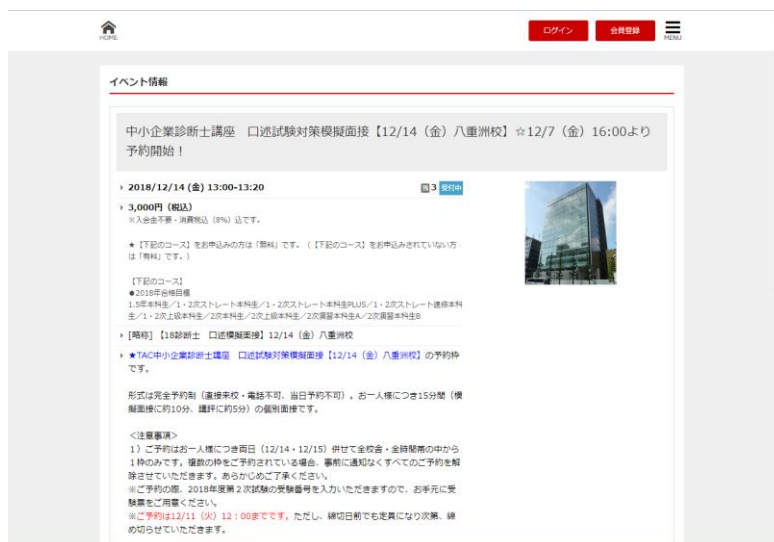 HOME
ログイン
会員登録
MENU
イベント情報
中小企業診断士講座　口述試験対策模擬面接【12/14（金）八重洲校】☆12/7（金）16:00より
予約開始！
2018/12/14 (金) 13:00-13:20
残3 受付中
3,000円（税込）
※入会金不要・消費税込（8%）込です。
★【下記のコース】をお申込みの方は「無料」です。（【下記のコース】をお申込みされていない方
は「有料」です。）
【下記のコース】
●2018年合格目標
1.5年本科生／1・2次ストレート本科生／1・2次ストレート本科生PLUS／1・2次ストレート速修本科
生／1・2次上級本科生／2次本科生／2次上級本科生／2次演習本科生A／2次演習本科生B
[略称]【18診断士　口述模擬面接】12/14（金）八重洲校
★TAC中小企業診断士講座　口述試験対策模擬面接【12/14（金）八重洲校】の予約枠
です。
形式は完全予約制（直接来校・電話不可、当日予約不可）。お一人様につき15分間（模
擬面接に約10分、講評に約5分）の個別面接です。
＜注意事項＞
1）ご予約はお一人様につき両日（12/14・12/15）併せて全校舎・全時間帯の中から
1枠のみです。複数の枠をご予約されている場合、事前に通知なくすべてのご予約を解
除させていただきます。あらかじめご了承ください。
※ご予約の際、2018年度第2次試験の受験番号を入力いただきますので、お手元に受
験票をご用意ください。
※ご予約は12/11（火）12：00までです。ただし、締切日前でも定員になり次第、締
め切らせていただきます。